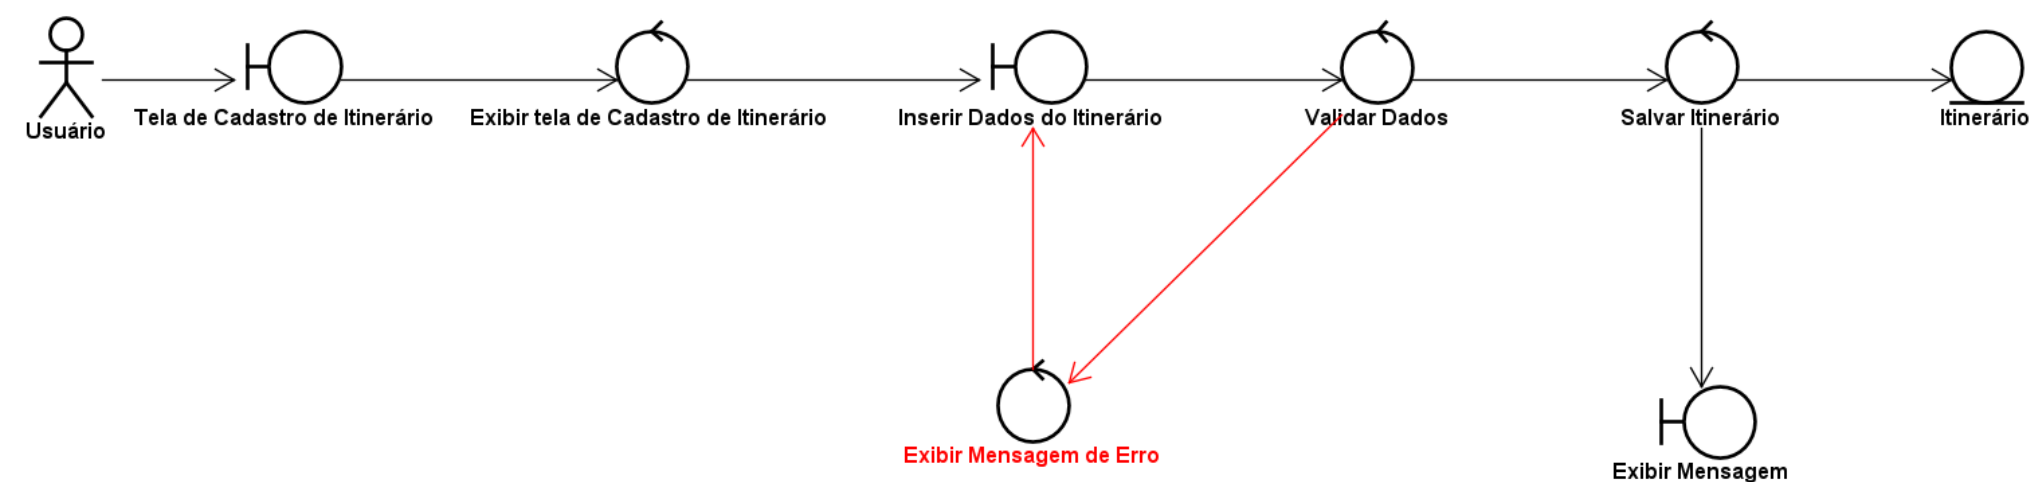 Usuário
Tela de Cadastro de Itinerário
Exibir tela de Cadastro de Itinerário
Inserir Dados do Itinerário
Validar Dados
Salvar Itinerário
Itinerário
Exibir Mensagem de Erro
Exibir Mensagem